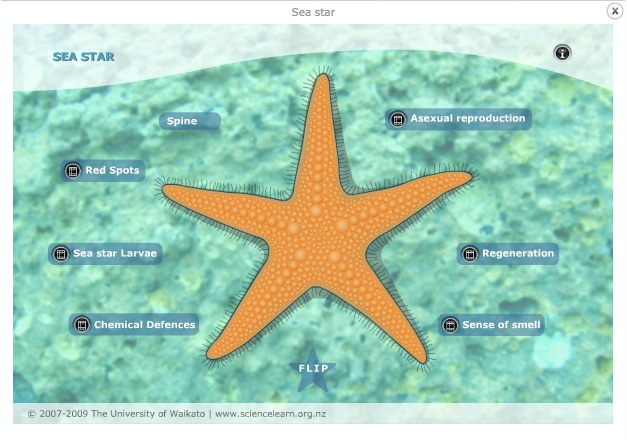 Sea star
x
SEA STAR
i
Spine
Asexual reproduction
Red Spots
Sea star Larvae
Regeneration
Chemical Defences
Sense of smell
FLIP
© 2007-2009 The University of Waikato | www.sciencelearn.org.nz